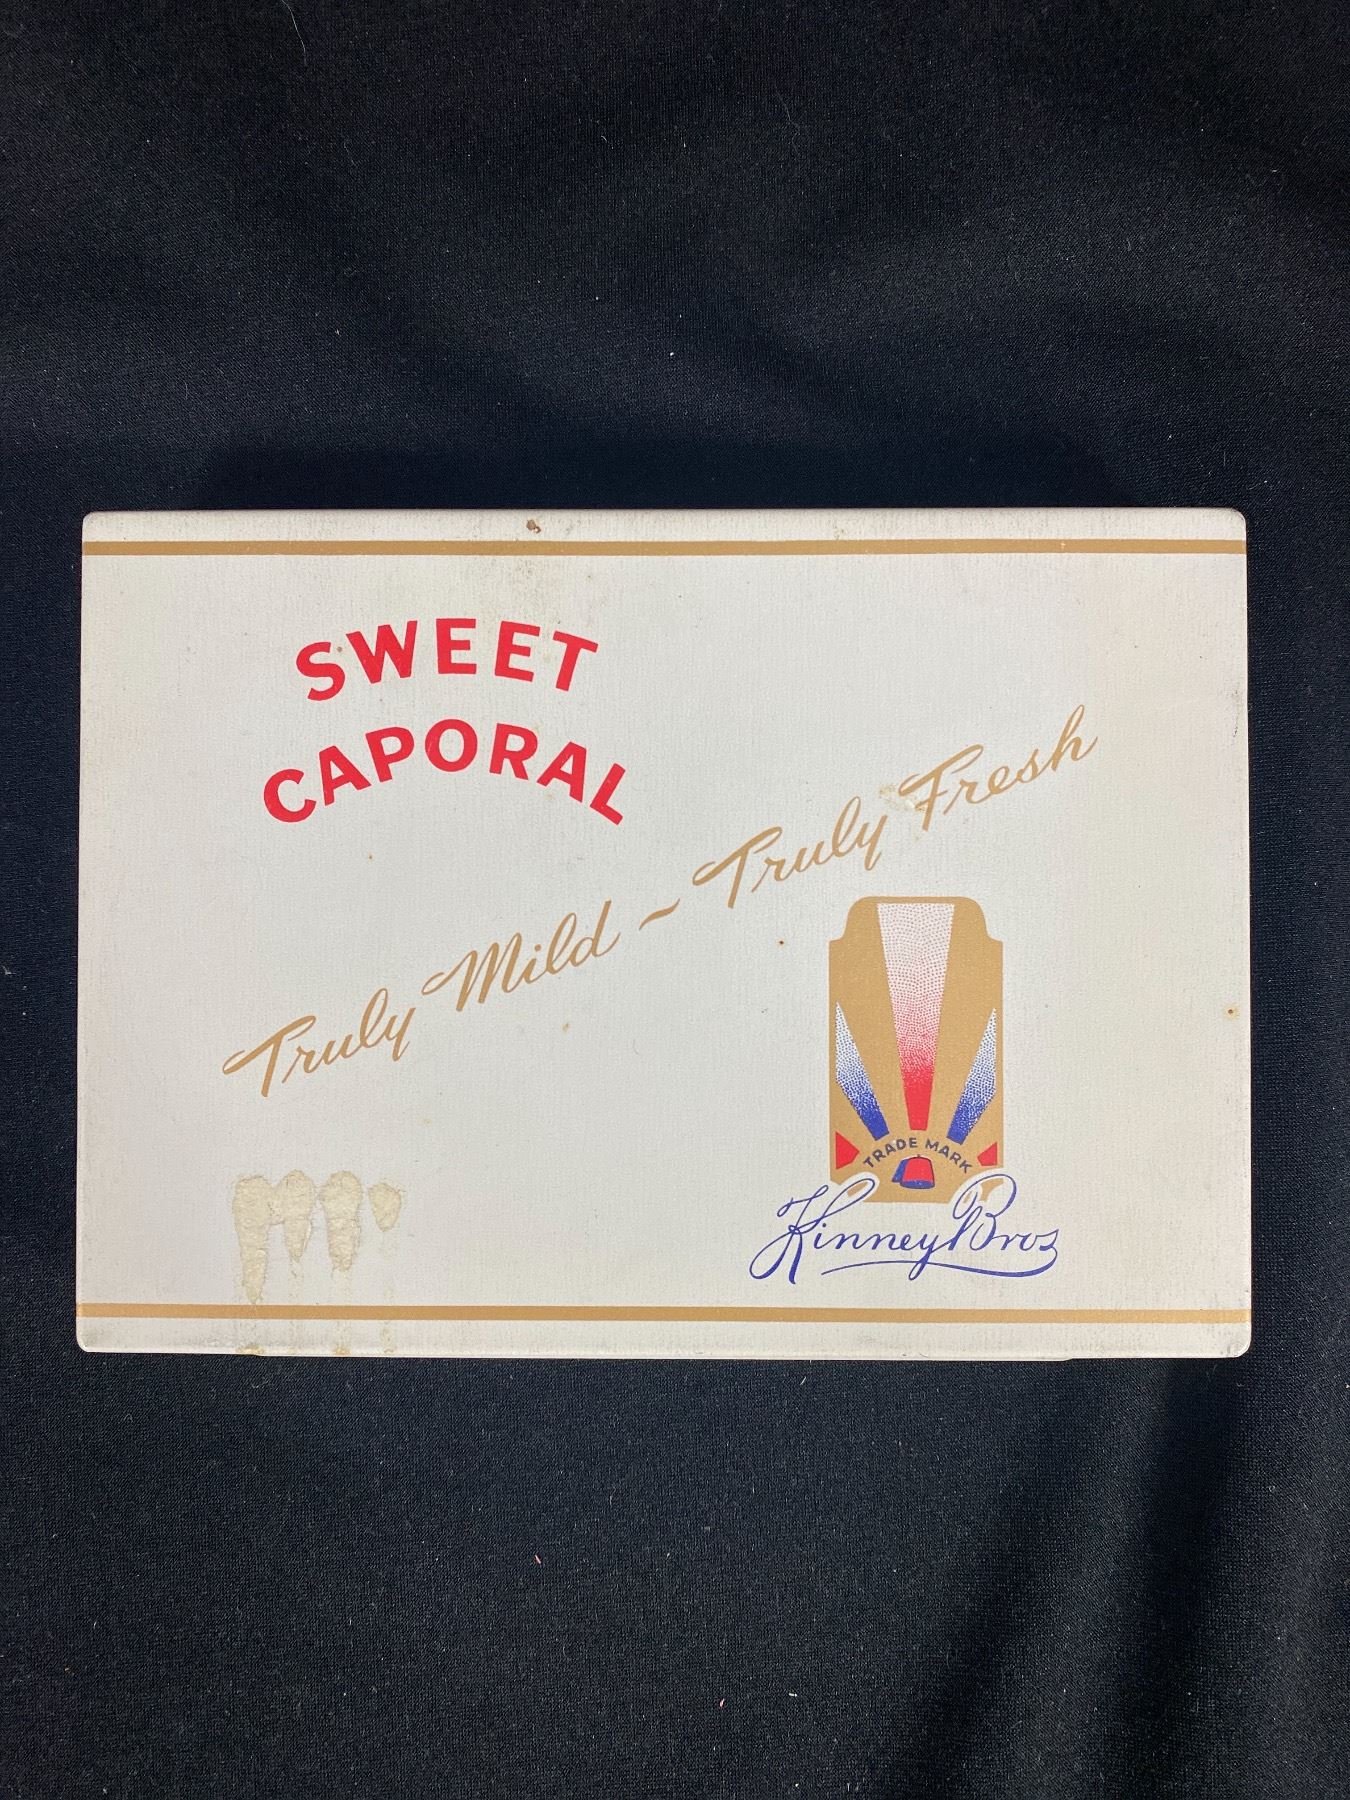 SWEET
CAPORAL
Truly Mild ~ Truly Fresh
TRADE MARK
Kinney Bros